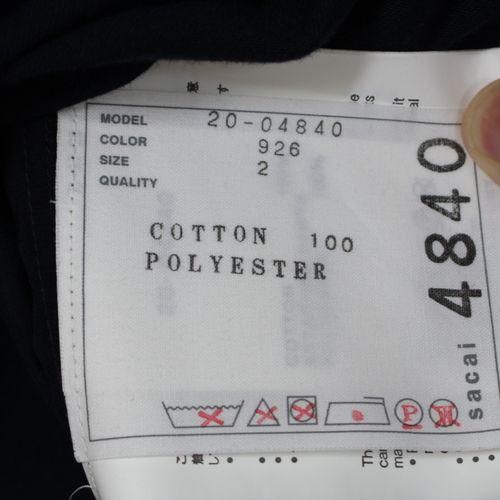 MODEL 20-04840
COLOR 926
SIZE 2
QUALITY
COTTON 100
POLYESTER
P
sacai 4840